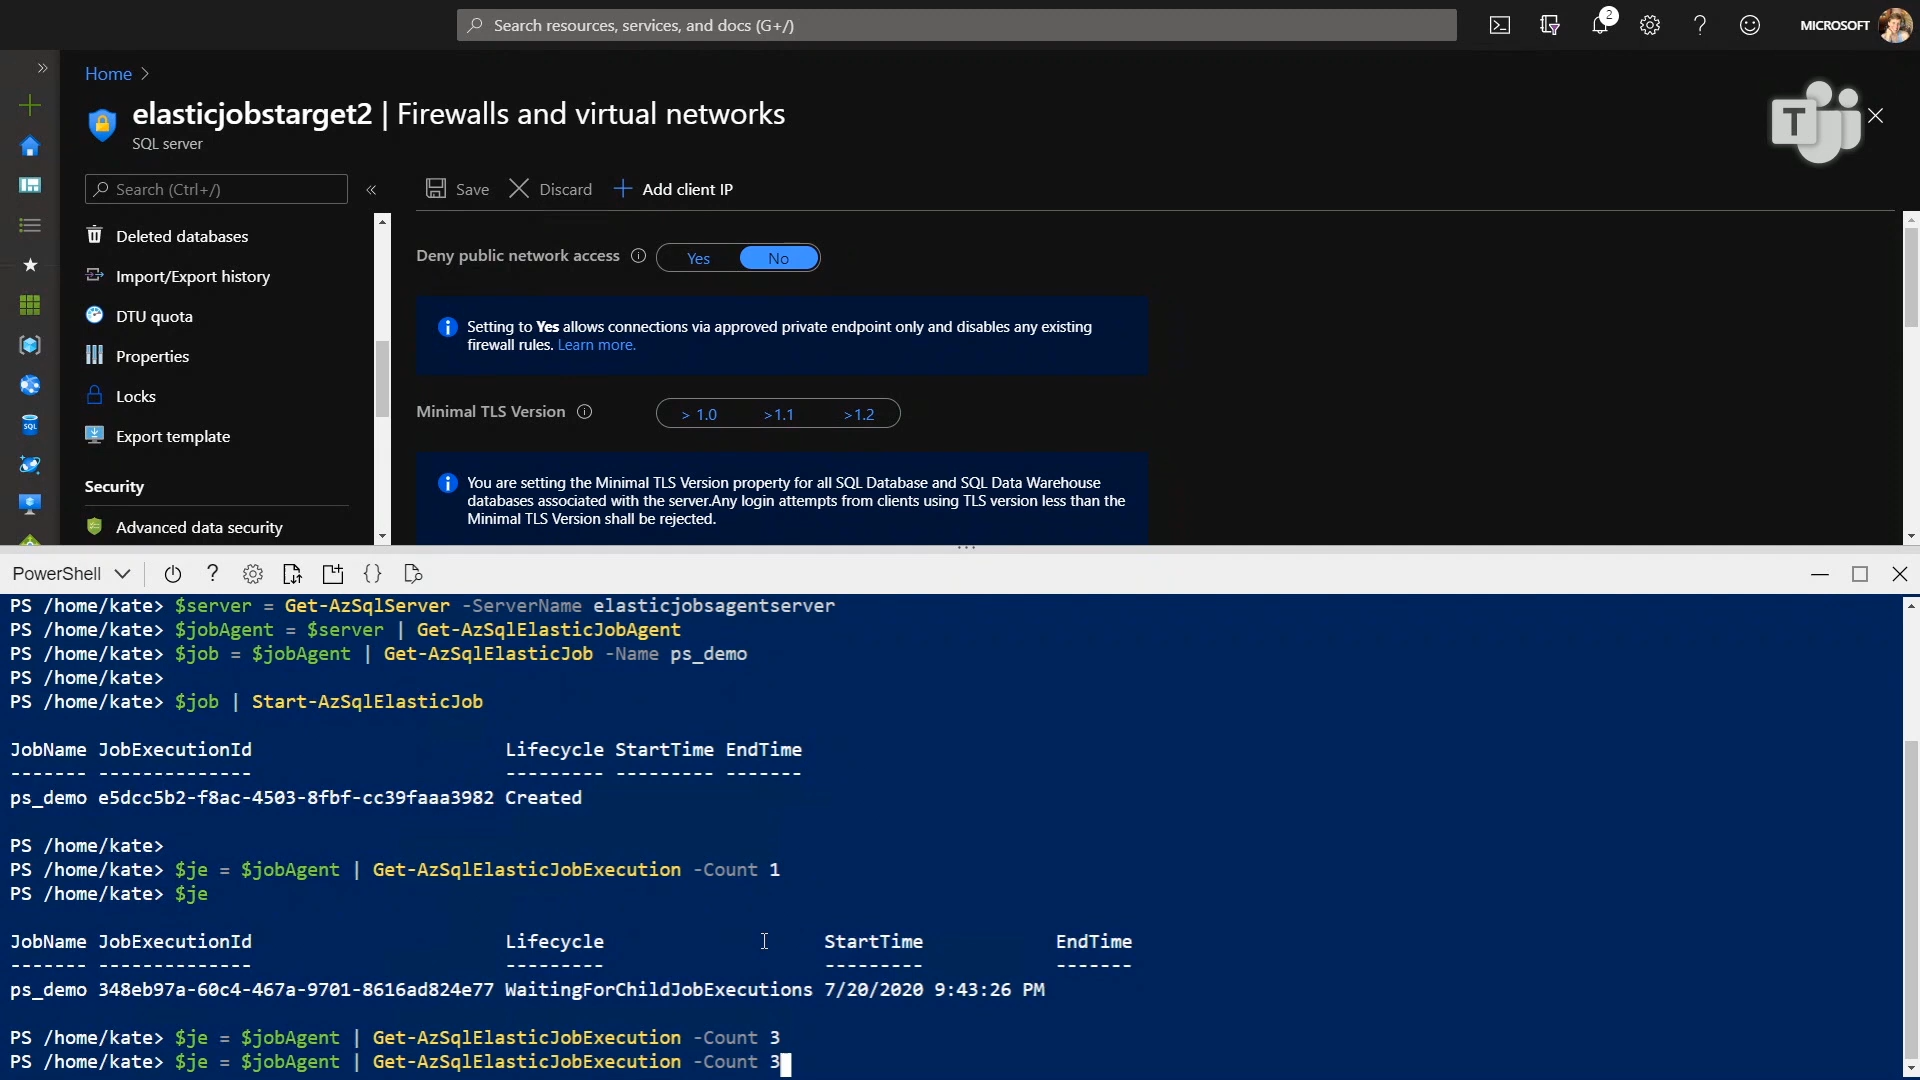 Search resources, services, and docs (G+/)
2
MICROSOFT
Home
elasticjobstarget2 | Firewalls and virtual networks
SQL server
T
Search (Ctrl+/)
Save
Discard
Add client IP
Deleted databases
Import/Export history
DTU quota
Properties
Locks
Export template
Security
Advanced data security
SQL
Deny public network access
Yes
No
Setting to Yes allows connections via approved private endpoint only and disables any existing
firewall rules. Learn more.
Minimal TLS Version
> 1.0
>1.1
>1.2
You are setting the Minimal TLS Version property for all SQL Database and SQL Data Warehouse
databases associated with the server.Any login attempts from clients using TLS version less than the
Minimal TLS Version shall be rejected.
PowerShell
PS /home/kate> $server = Get-AzSqlServer -ServerName elasticjobsagentserver
PS /home/kate> $jobAgent = $server | Get-AzSqlElasticJobAgent
PS /home/kate> $job = $jobAgent | Get-AzSqlElasticJob -Name ps_demo
PS /home/kate>
PS /home/kate> $job | Start-AzSqlElasticJob
JobName JobExecutionId Lifecycle StartTime EndTime
------- -------------- --------- --------- -------
ps_demo e5dcc5b2-f8ac-4503-8fbf-cc39faaa3982 Created
PS /home/kate>
PS /home/kate> $je = $jobAgent | Get-AzSqlElasticJobExecution -Count 1
PS /home/kate> $je
JobName JobExecutionId Lifecycle StartTime EndTime
------- -------------- --------- --------- -------
ps_demo 348eb97a-60c4-467a-9701-8616ad824e77 WaitingForChildJobExecutions 7/20/2020 9:43:26 PM
PS /home/kate> $je = $jobAgent | Get-AzSqlElasticJobExecution -Count 3
PS /home/kate> $je = $jobAgent | Get-AzSqlElasticJobExecution -Count 3